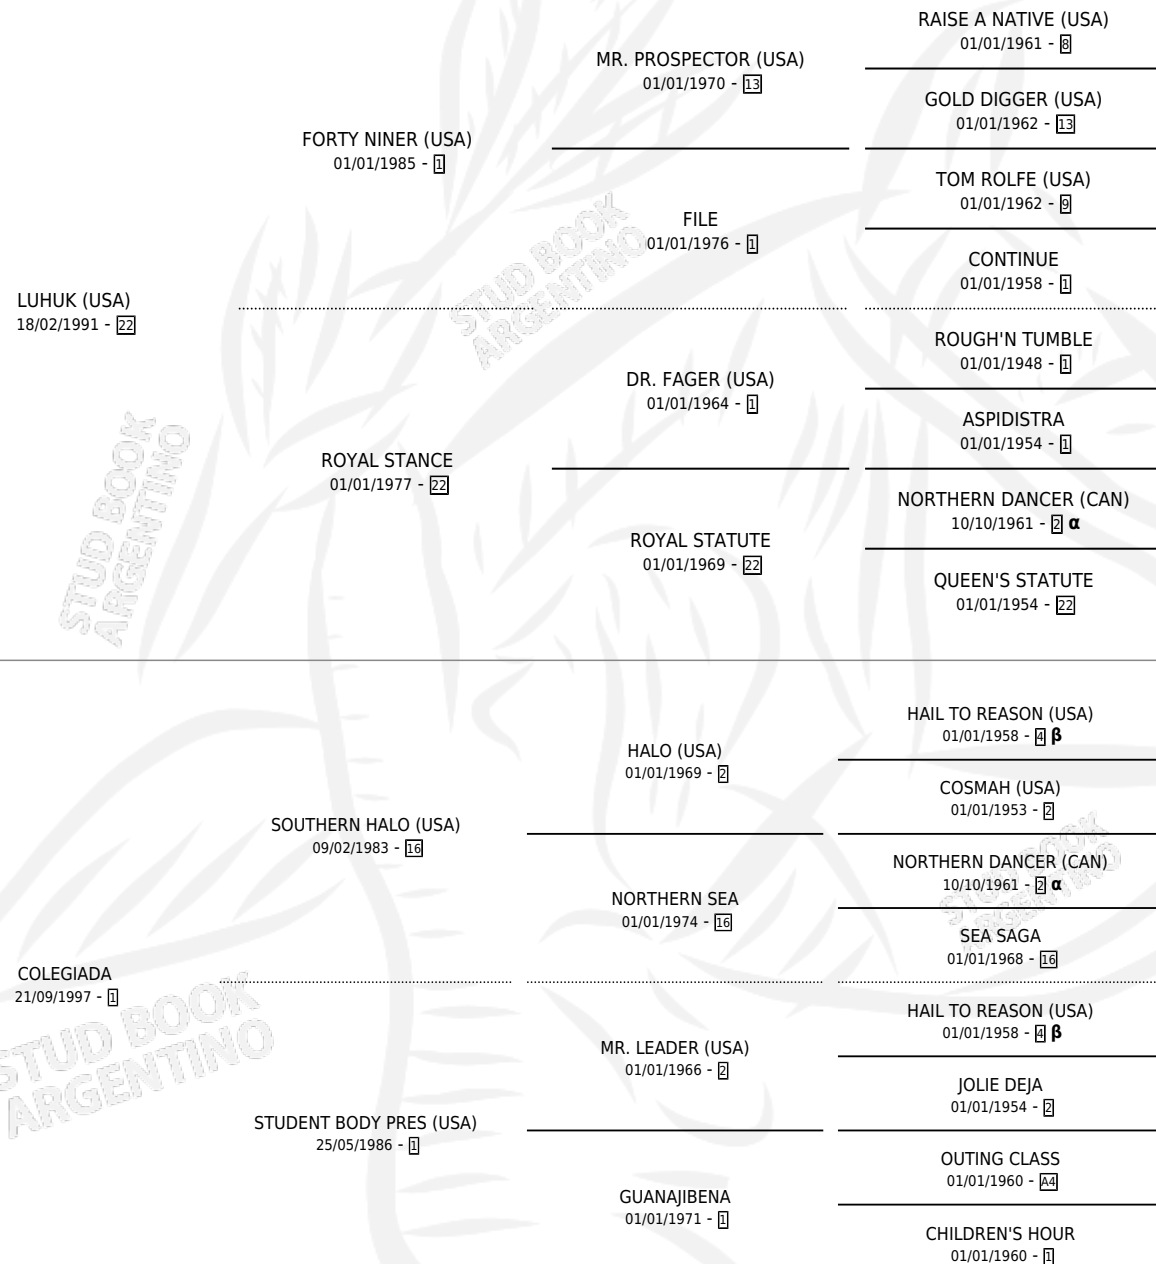 RAISE A NATIVE (USA)
01/01/1961 - 8
MR. PROSPECTOR (USA)
01/01/1970 - 13
GOLD DIGGER (USA)
01/01/1962 - 13
FORTY NINER (USA)
01/01/1985 - 1
TOM ROLFE (USA)
01/01/1962 - 9
FILE
01/01/1976 - 1
CONTINUE
01/01/1958 - 1
LUHUK (USA)
18/02/1991 - 22
ROUGH'N TUMBLE
01/01/1948 - 1
DR. FAGER (USA)
01/01/1964 - 1
ASPIDISTRA
01/01/1954 - 1
ROYAL STANCE
01/01/1977 - 22
NORTHERN DANCER (CAN)
10/10/1961 - 2 α
ROYAL STATUTE
01/01/1969 - 22
QUEEN'S STATUTE
01/01/1954 - 22
HAIL TO REASON (USA)
01/01/1958 - 4 β
HALO (USA)
01/01/1969 - 2
COSMAH (USA)
01/01/1953 - 2
SOUTHERN HALO (USA)
09/02/1983 - 16
NORTHERN DANCER (CAN)
10/10/1961 - 2 α
NORTHERN SEA
01/01/1974 - 16
SEA SAGA
01/01/1968 - 16
COLEGIADA
21/09/1997 - 1
HAIL TO REASON (USA)
01/01/1958 - 4 β
MR. LEADER (USA)
01/01/1966 - 2
JOLIE DEJA
01/01/1954 - 2
STUDENT BODY PRES (USA)
25/05/1986 - 1
OUTING CLASS
01/01/1960 - A4
GUANAJIBENA
01/01/1971 - 1
CHILDREN'S HOUR
01/01/1960 - 1
STUD BOOK
ARGENTINO
STUD BOOK
ARGENTINO
STUD BOOK
ARGENTINO
STUD BOOK
ARGENTINO